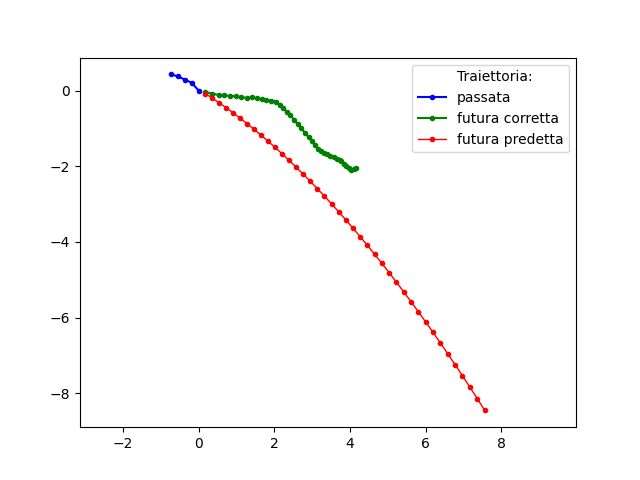 Traiettoria:
passata
futura corretta
futura predetta
0
−2
−4
−6
−8
−2 0 2 4 6 8